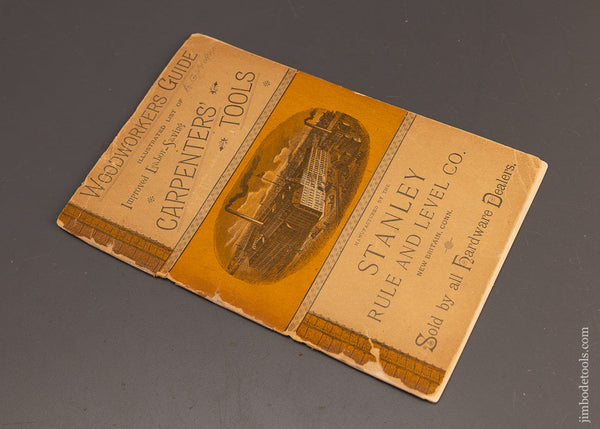 WOODWORKERS GUIDE
ILLUSTRATED LIST OF
Improved Labor-Saving
CARPENTERS'
TOOLS
MANUFACTURED BY THE
STANLEY
RULE AND LEVEL CO.
NEW BRITAIN, CONN.
Sold by all Hardware Dealers.
jimbodetools.com